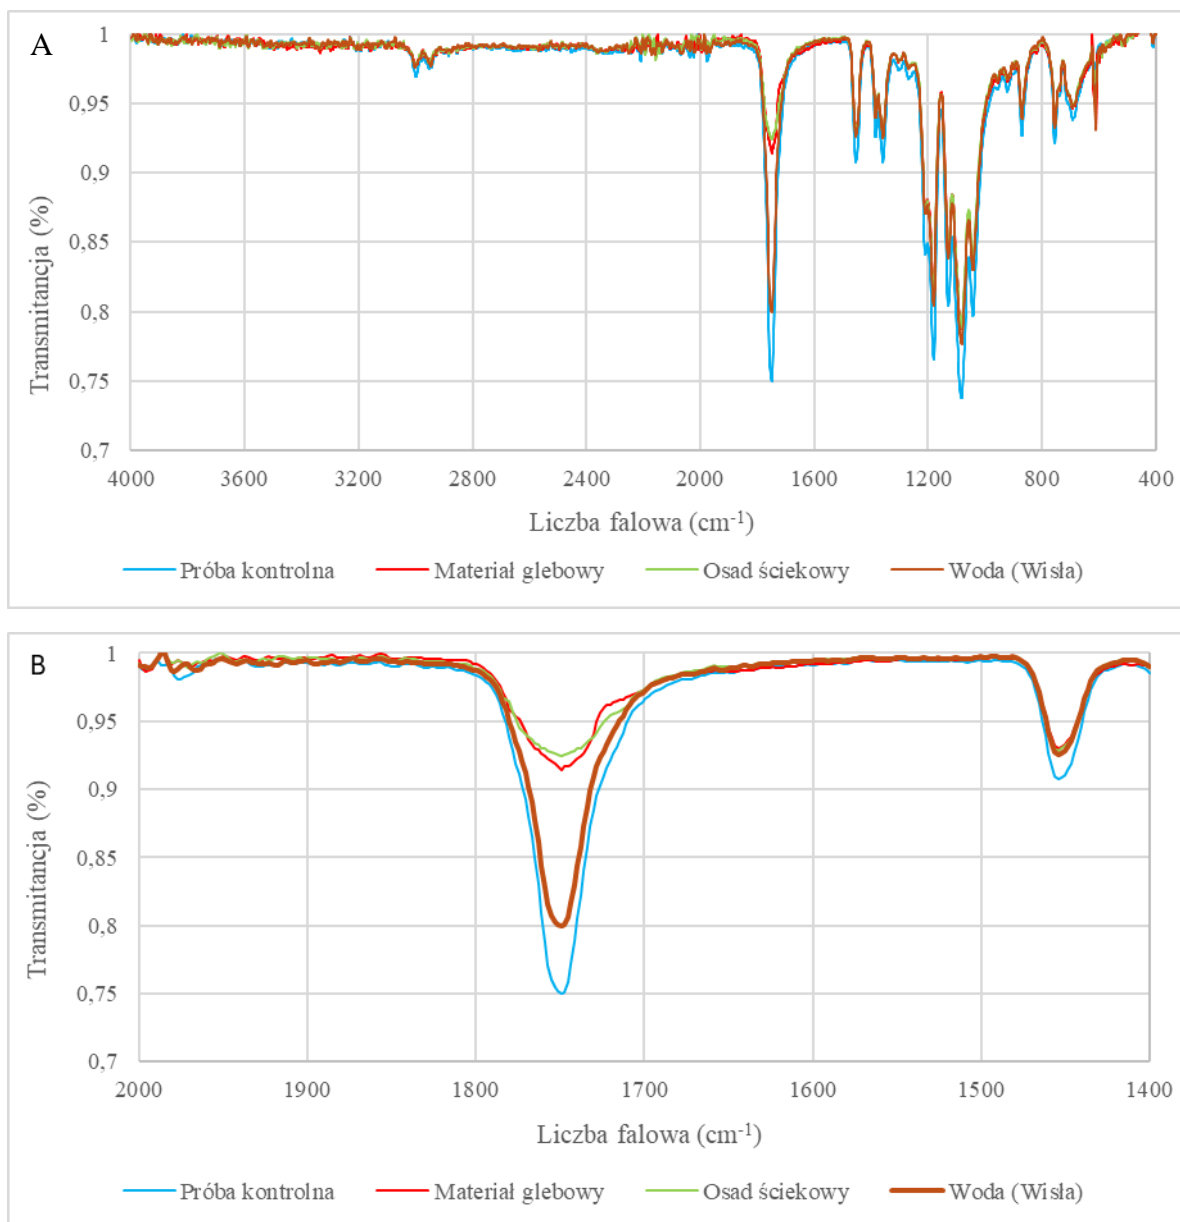 A
1
0,95
0,9
0,85
0,8
0,75
0,7
Transmitancja (%)
4000 3600 3200 2800 2400 2000 1600 1200 800 400
Liczba falowa (cm⁻¹)
Próba kontrolna Materiał glebowy Osad ściekowy Woda (Wisła)
B
1
0,95
0,9
0,85
0,8
0,75
0,7
Transmitancja (%)
2000 1900 1800 1700 1600 1500 1400
Liczba falowa (cm⁻¹)
Próba kontrolna Materiał glebowy Osad ściekowy Woda (Wisła)